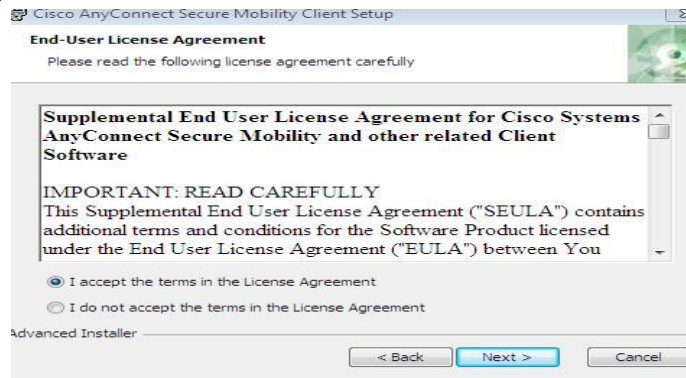 Cisco AnyConnect Secure Mobility Client Setup
End-User License Agreement
Please read the following license agreement carefully
Supplemental End User License Agreement for Cisco Systems
AnyConnect Secure Mobility and other related Client
Software
IMPORTANT: READ CAREFULLY
This Supplemental End User License Agreement ("SEULA") contains
additional terms and conditions for the Software Product licensed
under the End User License Agreement ("EULA") between You
I accept the terms in the License Agreement
I do not accept the terms in the License Agreement
Advanced Installer
< Back Next > Cancel